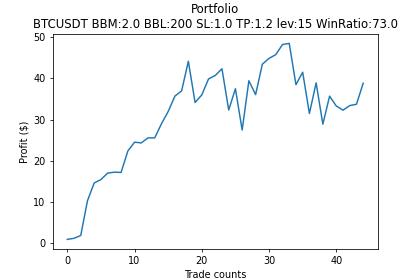 Portfolio
BTCUSDT BBM:2.0 BBL:200 SL:1.0 TP:1.2 lev:15 WinRatio:73.0
50
40
30
20
10
0
Profit ($)
0
10
20
30
40
Trade counts